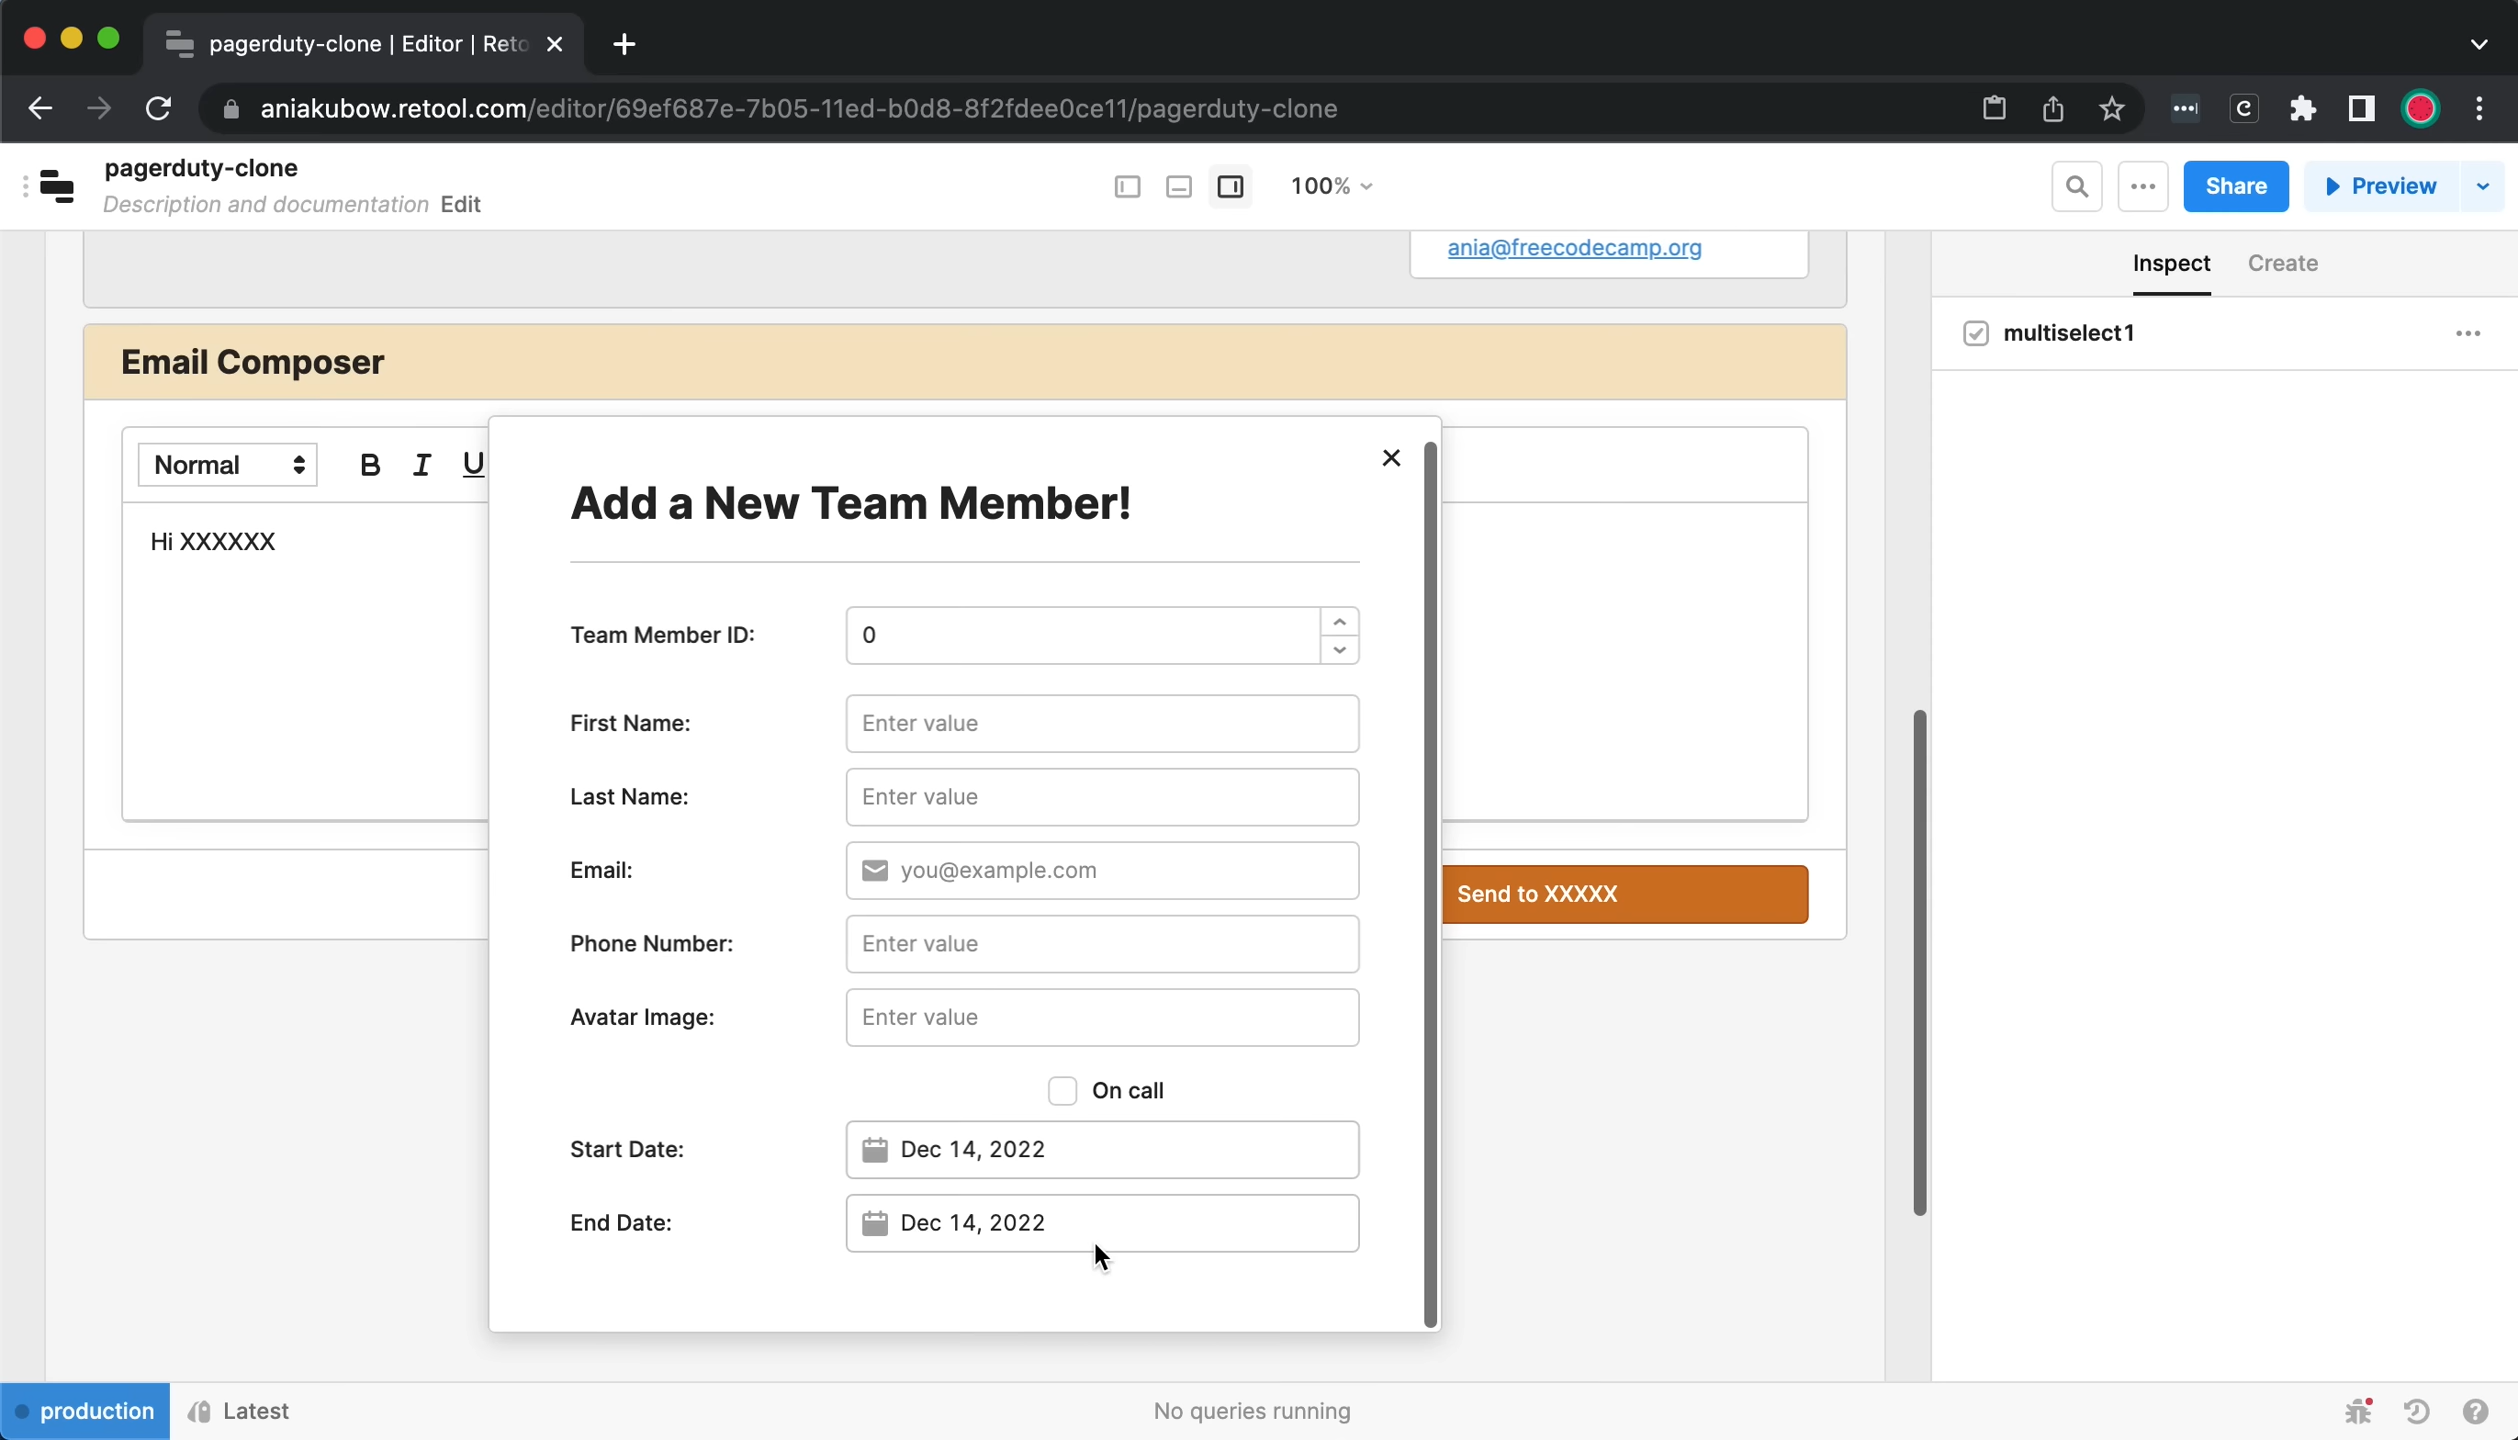 pagerduty-clone | Editor | Reto
aniakubow.retool.com/editor/69ef687e-7b05-11ed-b0d8-8f2fdee0ce11/pagerduty-clone
pagerduty-clone
Description and documentation Edit
100%
Share
Preview
ania@freecodecamp.org
Inspect
Create
multiselect1
Email Composer
Normal
B I U
Hi XXXXXX
Add a New Team Member!
Team Member ID:
0
First Name:
Enter value
Last Name:
Enter value
Email:
you@example.com
Phone Number:
Enter value
Avatar Image:
Enter value
On call
Start Date:
Dec 14, 2022
End Date:
Dec 14, 2022
Send to XXXXX
production
Latest
No queries running